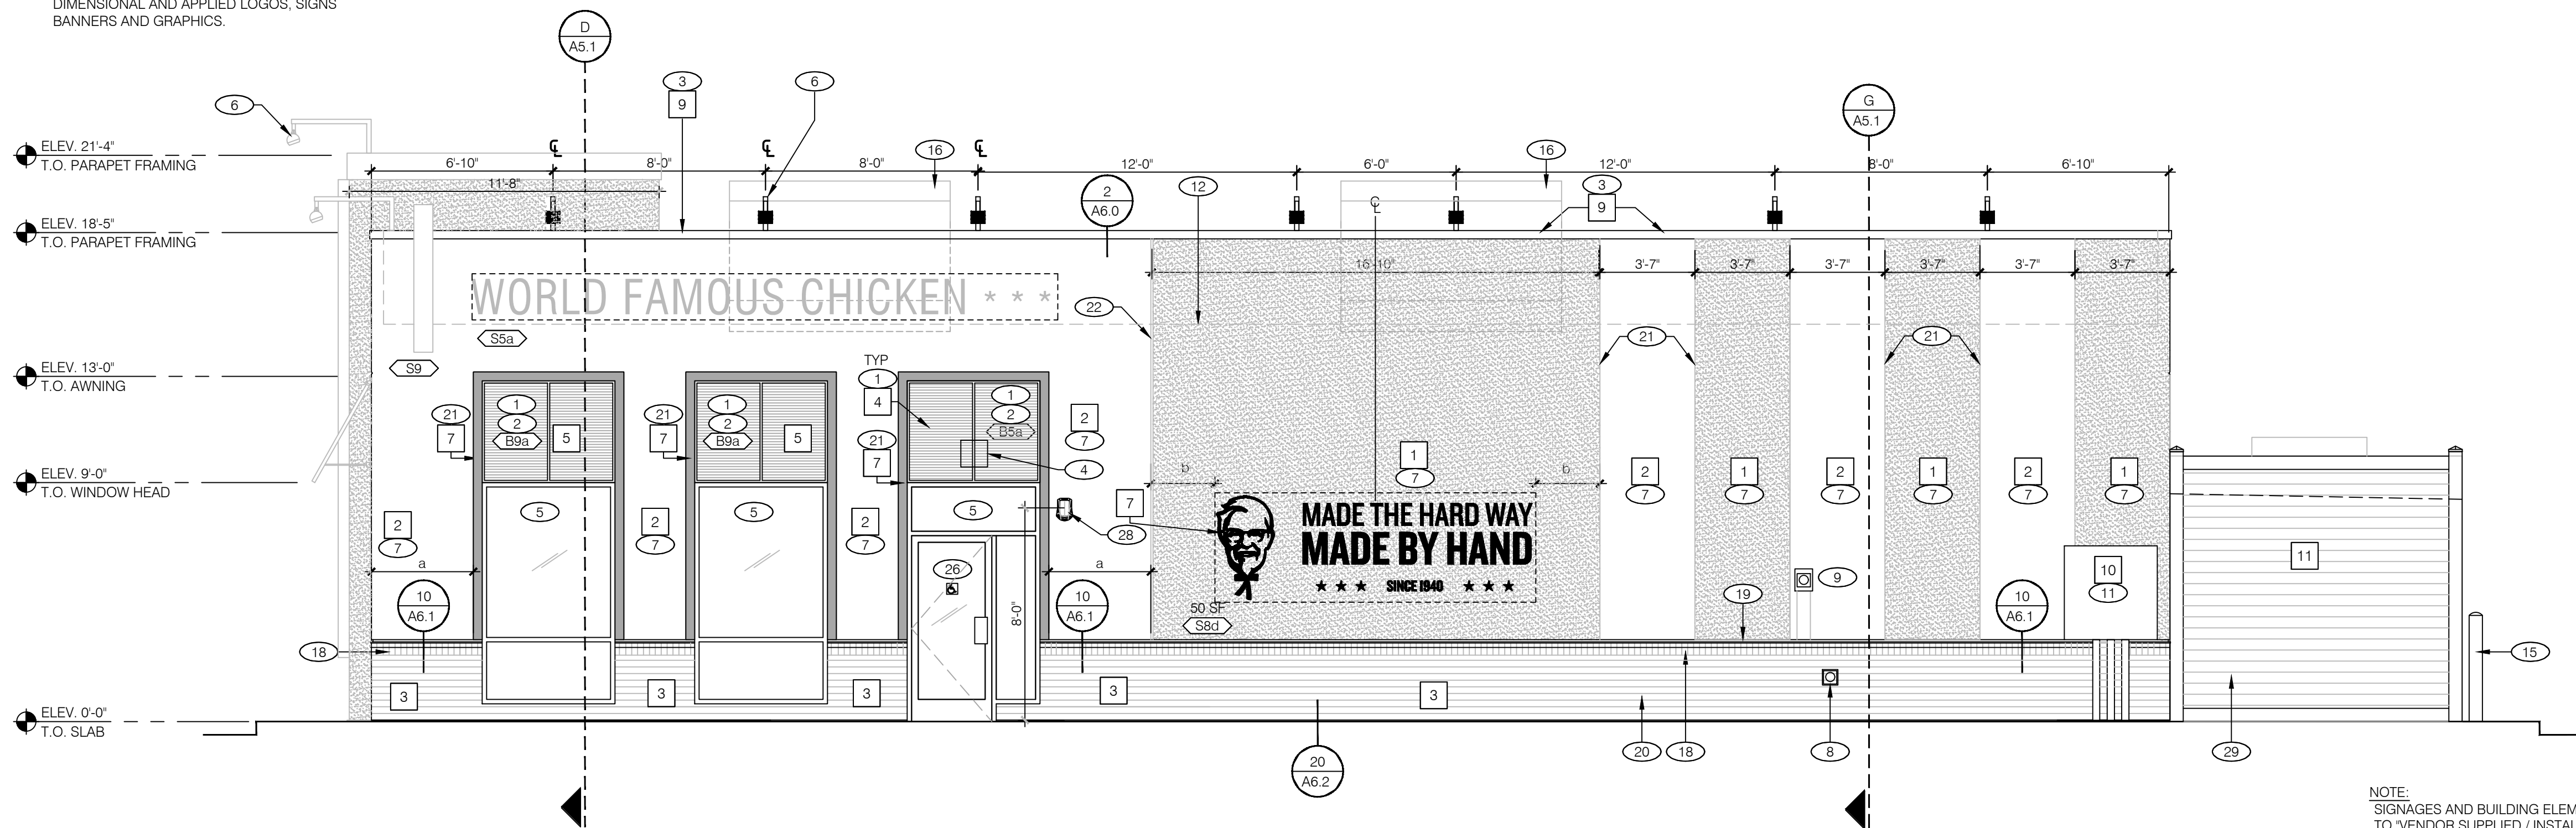 DIMENSIONAL AND APPLIED LOGOS, SIGNS
BANNERS AND GRAPHICS.
D
A5.1
3
9
6
6
G
A5.1
ELEV. 21'-4"
T.O. PARAPET FRAMING
6'-10"
8'-0"
8'-0"
16
12'-0"
6'-0"
16
12'-0"
8'-0"
6'-10"
11'-8"
2
A6.0
12
3
9
ELEV. 18'-5"
T.O. PARAPET FRAMING
16'-10"
3'-7"
3'-7"
3'-7"
3'-7"
3'-7"
3'-7"
WORLD FAMOUS CHICKEN ★ ★ ★
22
S5a
21
21
S9
ELEV. 13'-0"
T.O. AWNING
TYP
1
4
21
7
1
2
B9a
5
21
7
1
2
B9a
5
21
7
1
2
B5a
2
7
4
ELEV. 9'-0"
T.O. WINDOW HEAD
b
1
7
b
2
7
1
7
2
7
1
7
2
7
1
7
2
7
5
2
7
5
2
7
5
28
7
MADE THE HARD WAY
MADE BY HAND
★ ★ ★ SINCE 1940 ★ ★ ★
11
a
26
a
8'-0"
10
A6.1
10
A6.1
50 SF
S8d
9
19
10
A6.1
10
11
18
15
3
3
3
3
3
ELEV. 0'-0"
T.O. SLAB
20
A6.2
20
18
8
29
NOTE:
SIGNAGES AND BUILDING ELEM
TO "VENDOR SUPPLIED / INSTAL